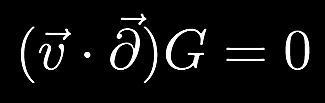 $(\vec{v} \cdot \vec{\partial})G = 0$